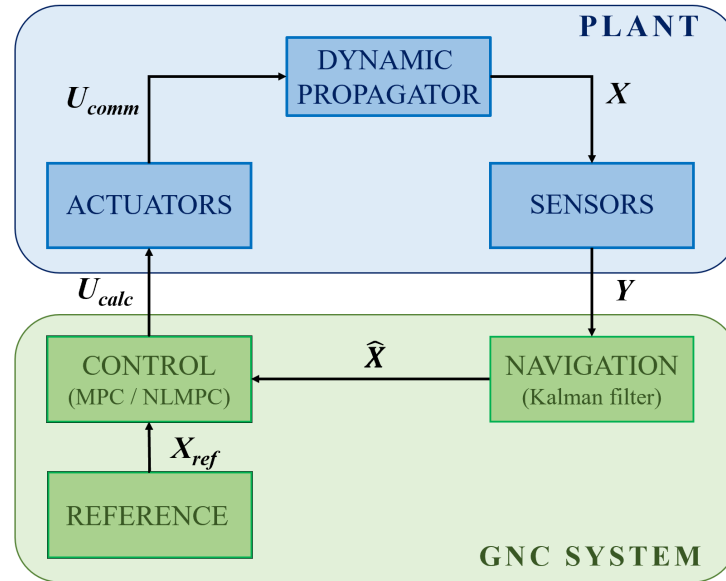 PLANT
DYNAMIC
PROPAGATOR
U_comm
X
ACTUATORS
SENSORS
U_calc
Y
CONTROL
(MPC / NLMPC)
X̂
NAVIGATION
(Kalman filter)
X_ref
REFERENCE
GNC SYSTEM